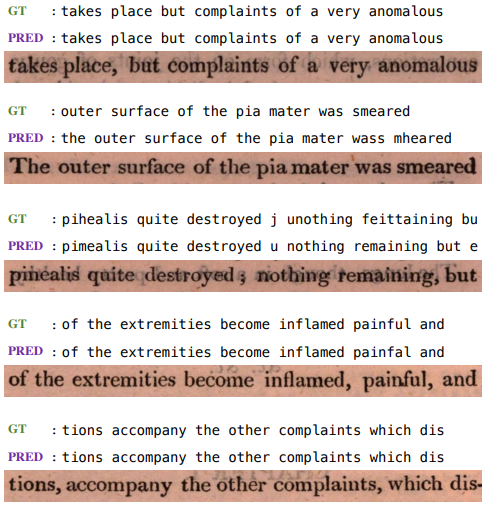 GT : takes place but complaints of a very anomalous
PRED : takes place but complaints of a very anomalous
takes place, but complaints of a very anomalous
GT : outer surface of the pia mater was smeared
PRED : the outer surface of the pia mater wass mheared
The outer surface of the pia mater was smeared
GT : pihealis quite destroyed j unothing feittaining bu
PRED : pimealis quite destroyed u nothing remaining but e
pinealis quite destroyed; nothing remaining, but
GT : of the extremities become inflamed painful and
PRED : of the extremities become inflamed painfal and
of the extremities become inflamed, painful, and
GT : tions accompany the other complaints which dis
PRED : tions accompany the other complaints which dis
tions, accompany the other complaints, which dis-